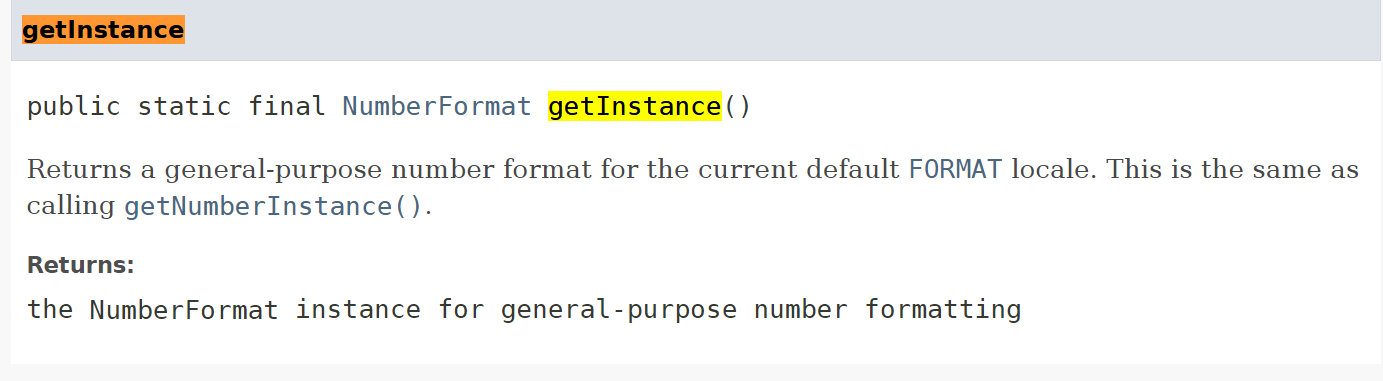 getInstance
public static final NumberFormat getInstance()
Returns a general-purpose number format for the current default FORMAT locale. This is the same as
calling getNumberInstance().
Returns:
the NumberFormat instance for general-purpose number formatting